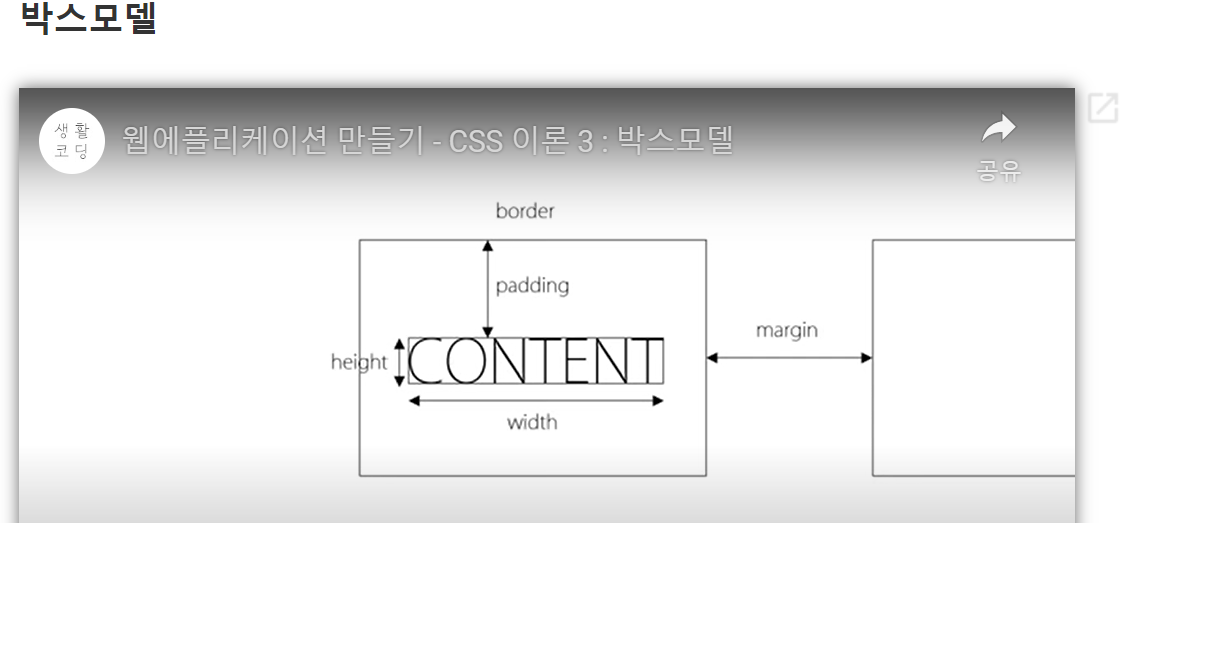 박스모델
생활
코딩
웹에플리케이션 만들기 - CSS 이론 3 : 박스모델
공유
border
padding
margin
height
CONTENT
width